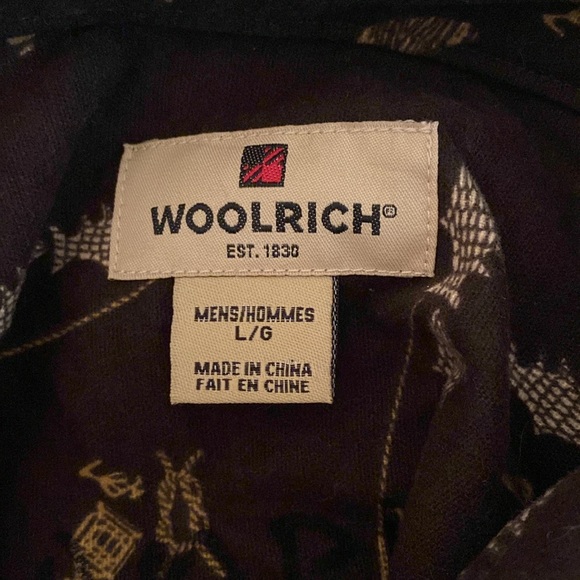 WOOLRICH®
EST. 1830
MENS/HOMMES
L/G
MADE IN CHINA
FAIT EN CHINE